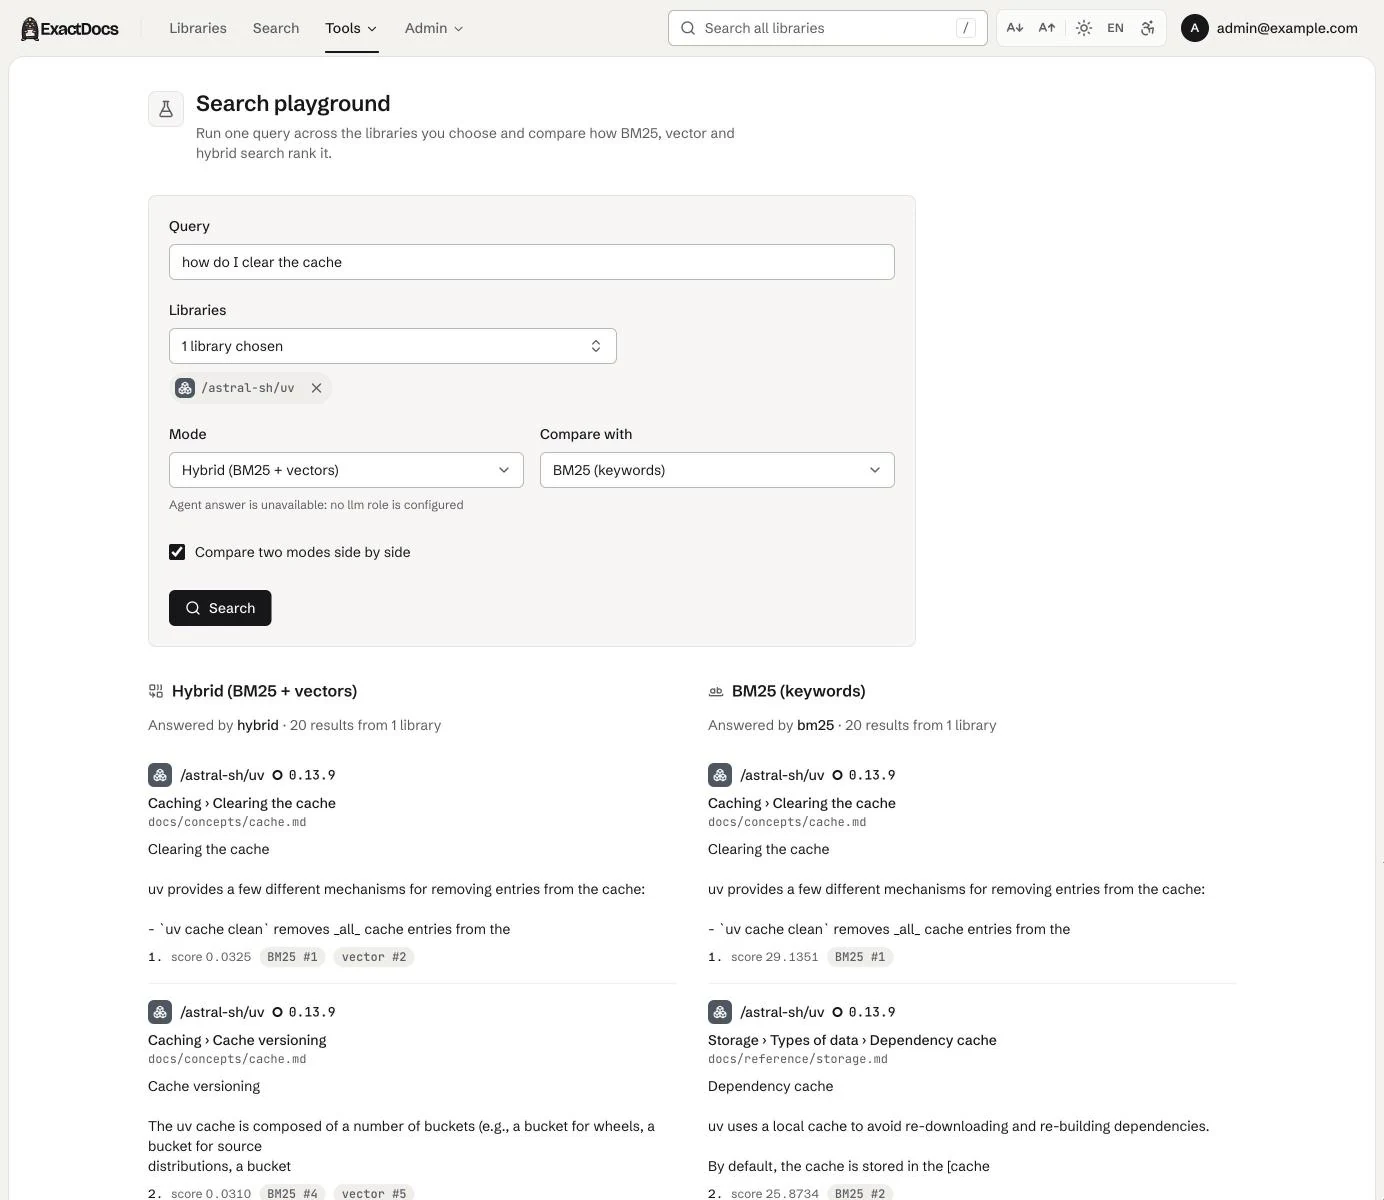 ExactDocs
Libraries
Search
Tools
Admin
Search all libraries
/
A↓
A↑
EN
A
admin@example.com
Search playground
Run one query across the libraries you choose and compare how BM25, vector and
hybrid search rank it.
Query
how do I clear the cache
Libraries
1 library chosen
/astral-sh/uv
Mode
Compare with
Hybrid (BM25 + vectors)
BM25 (keywords)
Agent answer is unavailable: no llm role is configured
Compare two modes side by side
Search
Hybrid (BM25 + vectors)
Answered by hybrid · 20 results from 1 library
/astral-sh/uv 0.13.9
Caching › Clearing the cache
docs/concepts/cache.md
Clearing the cache
uv provides a few different mechanisms for removing entries from the cache:
- `uv cache clean` removes _all_ cache entries from the
1. score 0.0325 BM25 #1 vector #2
/astral-sh/uv 0.13.9
Caching › Cache versioning
docs/concepts/cache.md
Cache versioning
The uv cache is composed of a number of buckets (e.g., a bucket for wheels, a
bucket for source
distributions, a bucket
2. score 0.0310 BM25 #4 vector #5
ab BM25 (keywords)
Answered by bm25 · 20 results from 1 library
/astral-sh/uv 0.13.9
Caching › Clearing the cache
docs/concepts/cache.md
Clearing the cache
uv provides a few different mechanisms for removing entries from the cache:
- `uv cache clean` removes _all_ cache entries from the
1. score 29.1351 BM25 #1
/astral-sh/uv 0.13.9
Storage › Types of data › Dependency cache
docs/reference/storage.md
Dependency cache
uv uses a local cache to avoid re-downloading and re-building dependencies.
By default, the cache is stored in the [cache
2. score 25.8734 BM25 #2